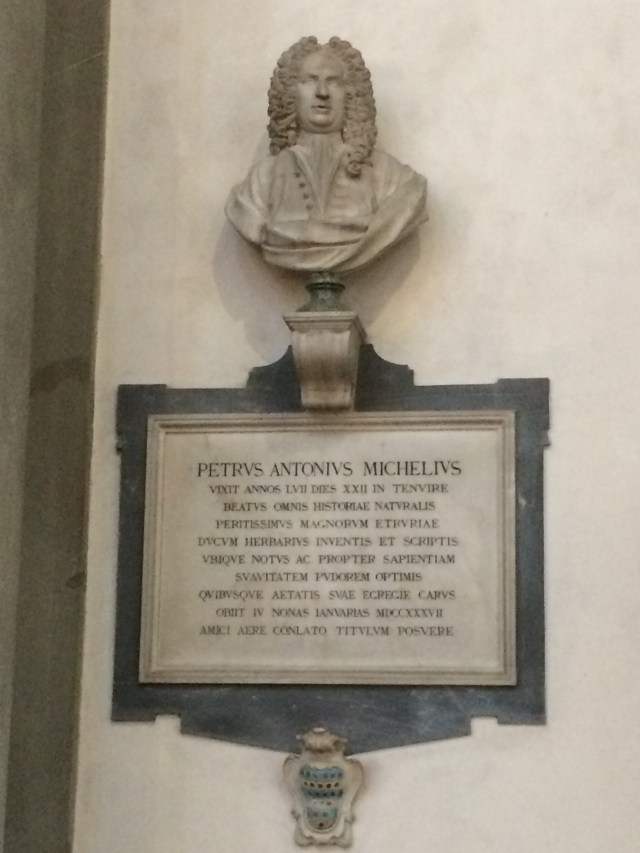 PETRVS ANTONIVS MICHELIVS
VIXIT ANNOS LVII DIES XXII IN TENVIRE
BEATVS OMNIS HISTORIAE NATVRALIS
PERITISSIMVS MAGNORVM ETRVRIAE
DVCVM HERBARIVS INVENTIS ET SCRIPTIS
VBIQVE NOTVS AC PROPTER SAPIENTIAM
SVAVITATEM PVDOREM OPTIMIS
QVIBVSQVE AETATIS SVAE EGREGIE CARVS
OBIIT IV NONAS IANVARIAS MDCCXXXVII
AMICI AERE CONLATO TITVLVM POSVERE